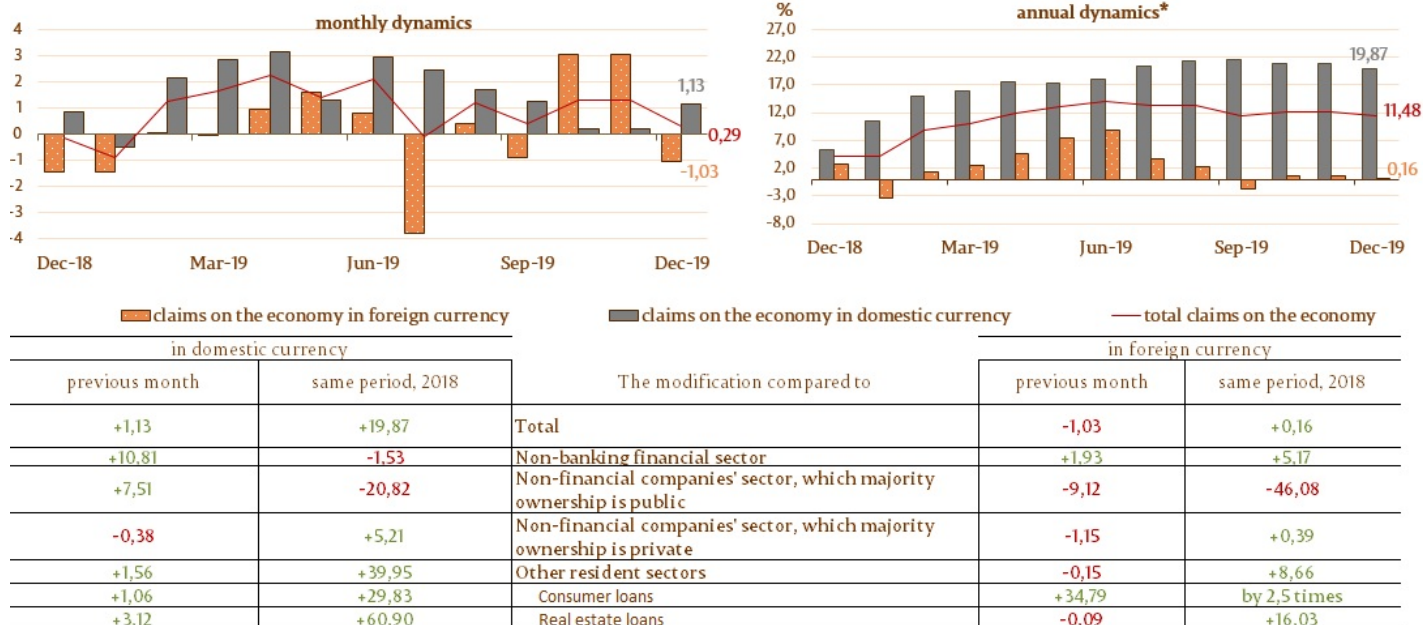 monthly dynamics
4
3
2
1
0
-1
-2
-3
-4
1,13
0,29
-1,03
Dec-18 Mar-19 Jun-19 Sep-19 Dec-19
%
annual dynamics*
27,0
22,0
17,0
12,0
7,0
2,0
-3,0
-8,0
19,87
11,48
0,16
Dec-18 Mar-19 Jun-19 Sep-19 Dec-19
claims on the economy in foreign currency claims on the economy in domestic currency total claims on the economy
in domestic currency in foreign currency
previous month same period, 2018 The modification compared to previous month same period, 2018
+1,13 +19,87 Total -1,03 +0,16
+10,81 -1,53 Non-banking financial sector +1,93 +5,17
+7,51 -20,82 Non-financial companies' sector, which majority
ownership is public -9,12 -46,08
-0,38 +5,21 Non-financial companies' sector, which majority
ownership is private -1,15 +0,39
+1,56 +39,95 Other resident sectors -0,15 +8,66
+1,06 +29,83 Consumer loans +34,79 by 2,5 times
+3,12 +60,90 Real estate loans -0,09 +16,03